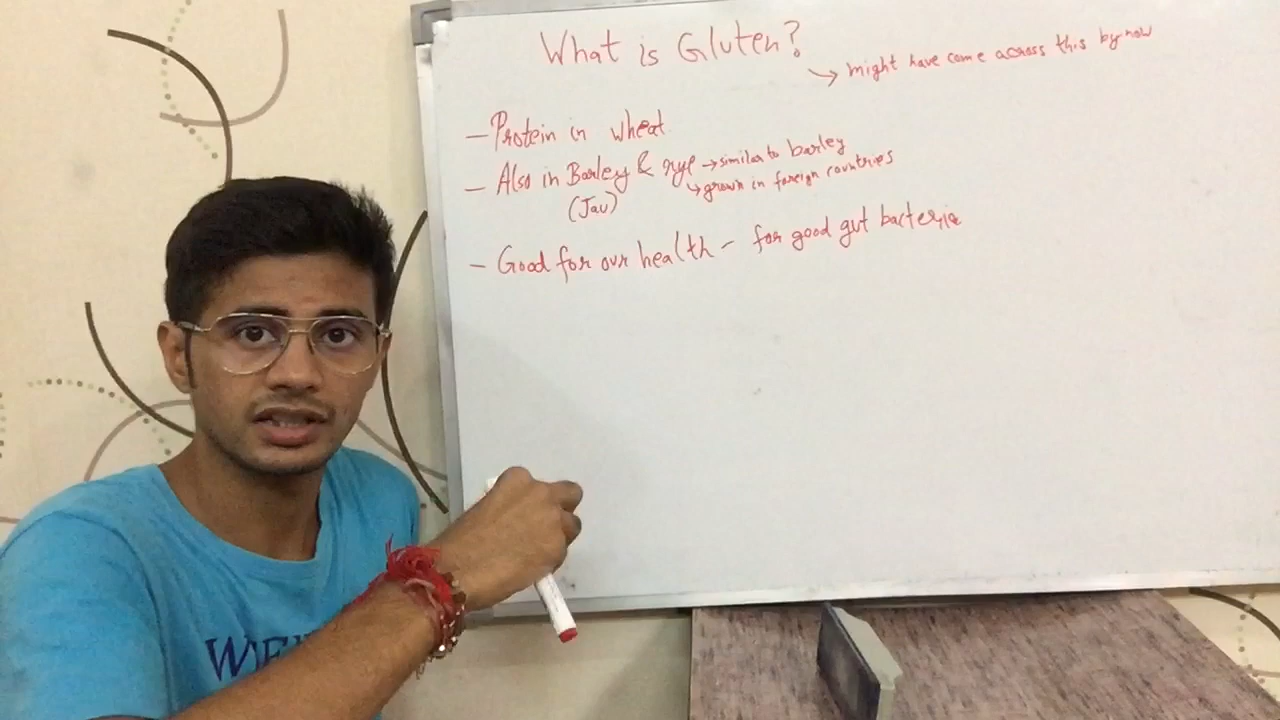 What is Gluten?
→ might have come across this by now
– Protein in wheat
– Also in Barley & rye → similar to barley
↳ grown in foreign countries
(Jau)
– Good for our health – for good gut bacteria